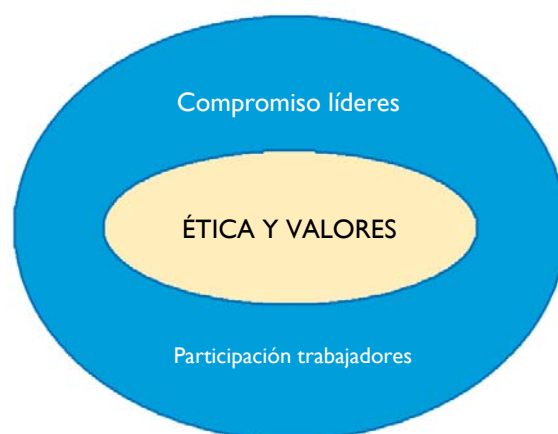 Compromiso líderes
ÉTICA Y VALORES
Participación trabajadores